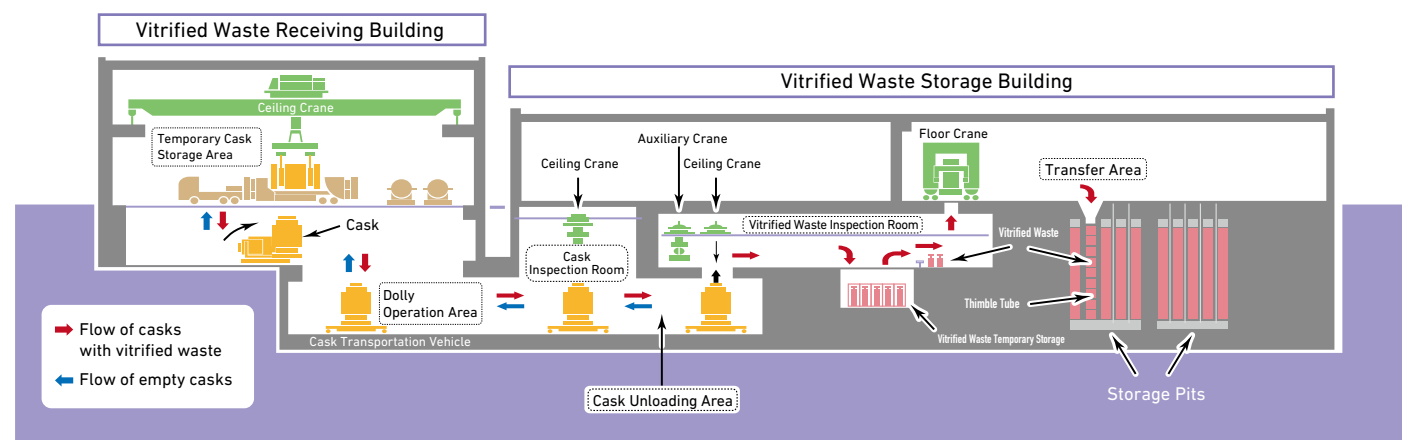 Vitrified Waste Receiving Building
Vitrified Waste Storage Building
Ceiling Crane
Temporary Cask
Storage Area
Cask
Dolly
Operation Area
Cask Transportation Vehicle
Ceiling Crane
Cask
Inspection Room
Auxiliary Crane
Ceiling Crane
Vitrified Waste Inspection Room
Floor Crane
Transfer Area
Vitrified Waste
Thimble Tube
Vitrified Waste Temporary Storage
Storage Pits
Cask Unloading Area
Flow of casks
with vitrified waste
Flow of empty casks